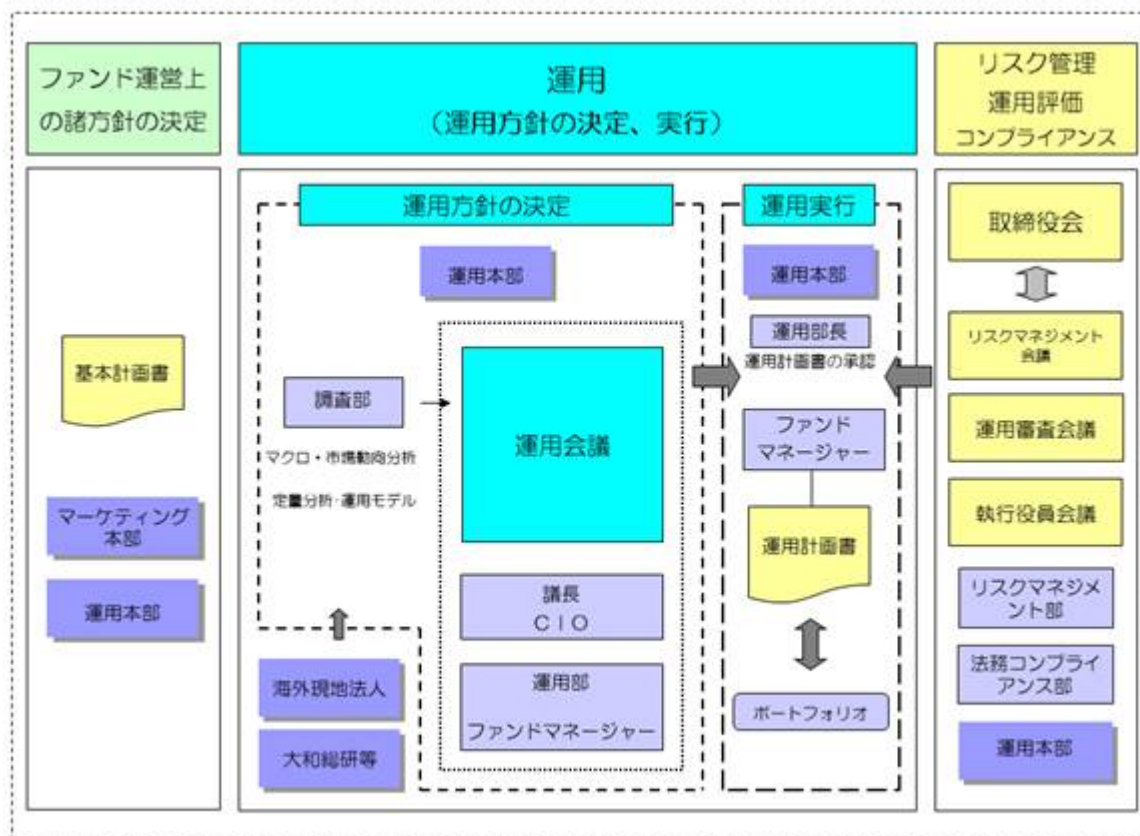 ファンド運営上
の諸方針の決定
運用
（運用方針の決定、実行）
リスク管理
運用評価
コンプライアンス
基本計画書
マーケティング
本部
運用本部
運用方針の決定
運用本部
調査部
マクロ・市場動向分析
定量分析・運用モデル
運用会議
議長
ＣＩＯ
運用部
ファンドマネージャー
海外現地法人
大和総研等
運用実行
運用本部
運用部長
運用計画書の承認
ファンド
マネージャー
運用計画書
ポートフォリオ
取締役会
リスクマネジメント
会議
運用審査会議
執行役員会議
リスクマネジメ
ント部
法務コンプライ
アンス部
運用本部